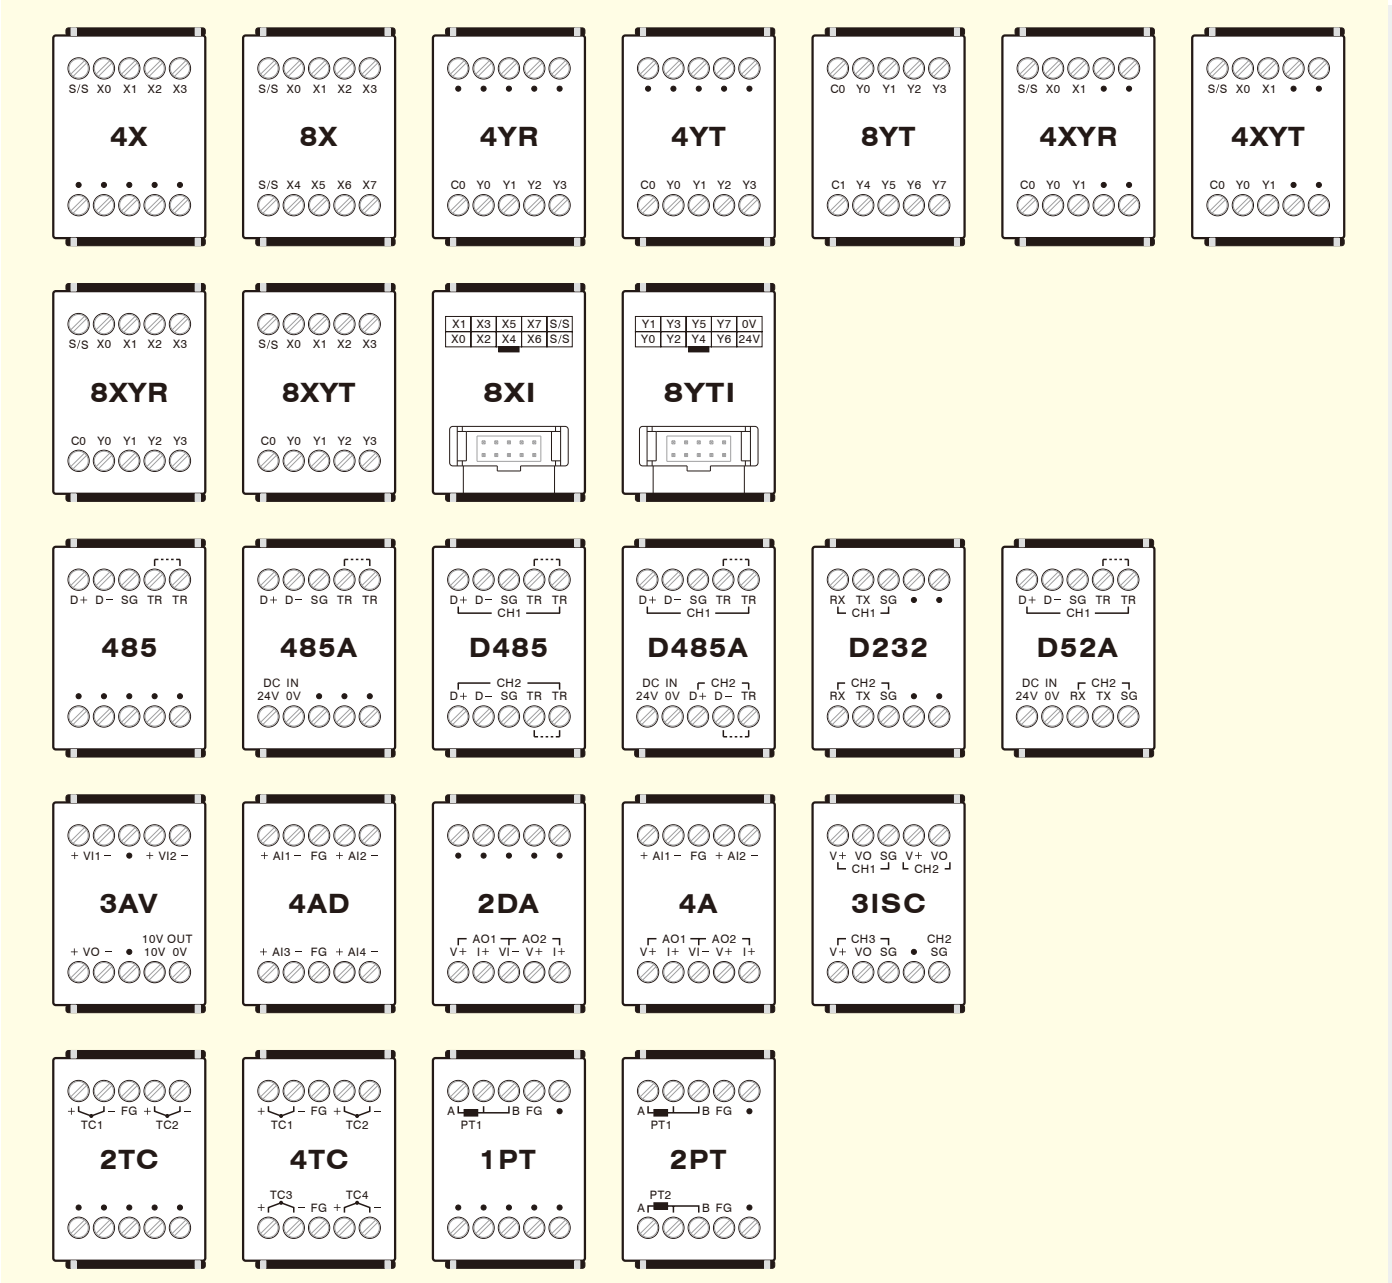 S/S X0 X1 X2 X3
4X
• • • • •
S/S X0 X1 X2 X3
8X
S/S X4 X5 X6 X7
• • • • •
4YR
C0 Y0 Y1 Y2 Y3
• • • • •
4YT
C0 Y0 Y1 Y2 Y3
C0 Y0 Y1 Y2 Y3
8YT
C1 Y4 Y5 Y6 Y7
S/S X0 X1 • •
4XYR
C0 Y0 Y1 • •
S/S X0 X1 • •
4XYT
C0 Y0 Y1 • •
S/S X0 X1 X2 X3
8XYR
C0 Y0 Y1 Y2 Y3
S/S X0 X1 X2 X3
8XYT
C0 Y0 Y1 Y2 Y3
X1 X3 X5 X7 S/S
X0 X2 X4 X6 S/S
8XI
Y1 Y3 Y5 Y7 0V
Y0 Y2 Y4 Y6 24V
8YTI
D+ D− SG TR TR
485
• • • • •
D+ D− SG TR TR
485A
DC IN
24V 0V • • •
D+ D− SG TR TR
CH1
D485
CH2
D+ D− SG TR TR
D+ D− SG TR TR
CH1
D485A
DC IN CH2
24V 0V D+ D− TR
RX TX SG • •
CH1
D232
CH2
RX TX SG • •
D+ D− SG TR TR
CH1
D52A
DC IN CH2
24V 0V RX TX SG
+ VI1 − • + VI2 −
3AV
10V OUT
+ VO − • 10V 0V
+ AI1 − FG + AI2 −
4AD
+ AI3 − FG + AI4 −
• • • • •
2DA
AO1 AO2
V+ I+ VI− V+ I+
+ AI1 − FG + AI2 −
4A
AO1 AO2
V+ I+ VI− V+ I+
V+ VO SG V+ VO
CH1 CH2
3ISC
CH3 CH2
V+ VO SG • SG
+ − FG + −
TC1 TC2
2TC
• • • • •
+ − FG + −
TC1 TC2
4TC
TC3 TC4
+ − FG + −
A B FG •
PT1
1PT
• • • • •
A B FG •
PT1
2PT
PT2
A B FG •